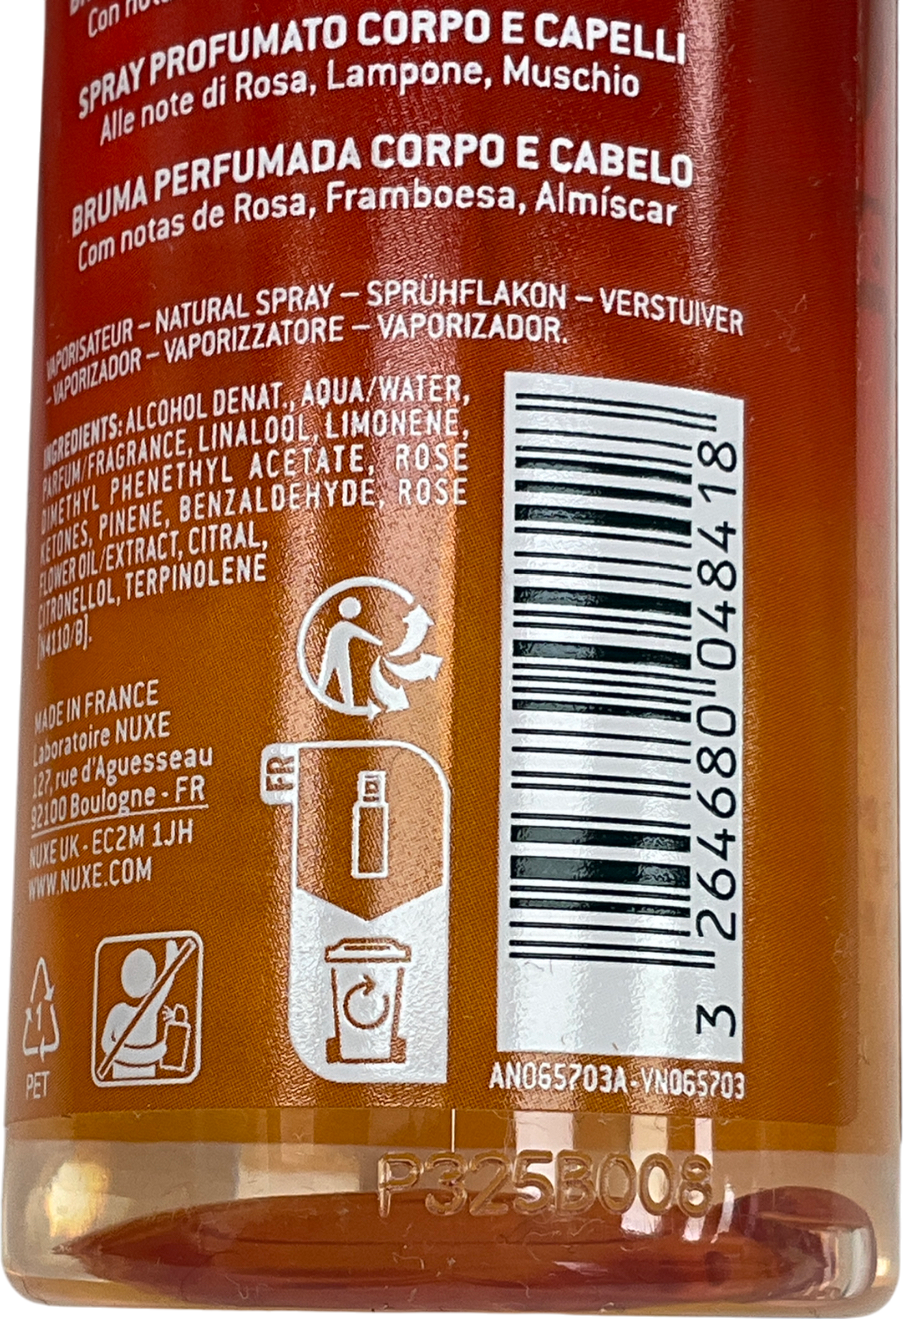 Con
SPRAY PROFUMATO CORPO E CAPELLI
Alle note di Rosa, Lampone, Muschio
BRUMA PERFUMADA CORPO E CABELO
Com notas de Rosa, Framboesa, Almíscar
VAPORISATEUR – NATURAL SPRAY – SPRÜHFLAKON – VERSTUIVER
– VAPORIZADOR – VAPORIZZATORE – VAPORIZADOR.
INGREDIENTS: ALCOHOL DENAT., AQUA/WATER,
PARFUM/FRAGRANCE, LINALOOL, LIMONENE,
DIMETHYL PHENETHYL ACETATE, ROSE
KETONES, PINENE, BENZALDEHYDE, ROSE
FLOWER OIL/EXTRACT, CITRAL,
CITRONELLOL, TERPINOLENE
[N4110/B].
MADE IN FRANCE
Laboratoire NUXE
127, rue d'Aguesseau
92100 Boulogne - FR
NUXE UK - EC2M 1JH
WWW.NUXE.COM
FR
1
PET
3 264680 048418
AN065703A-VN065703
P325B008